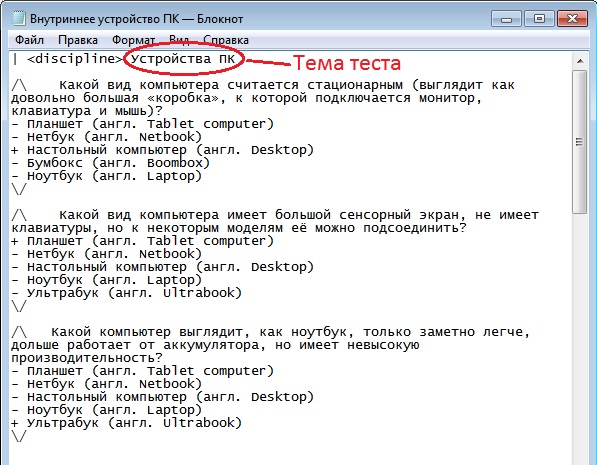 Внутриннее устройство ПК — Блокнот
Файл Правка Формат Вид Справка
| <discipline> Устройства ПК
Тема теста
/\ Какой вид компьютера считается стационарным (выглядит как
довольно большая «коробка», к которой подключается монитор,
клавиатура и мышь)?
- Планшет (англ. Tablet computer)
- Нетбук (англ. Netbook)
+ Настольный компьютер (англ. Desktop)
- Бумбокс (англ. Boombox)
- Ноутбук (англ. Laptop)
\/
/\ Какой вид компьютера имеет большой сенсорный экран, не имеет
клавиатуры, но к некоторым моделям её можно подсоединить?
+ Планшет (англ. Tablet computer)
- Нетбук (англ. Netbook)
- Настольный компьютер (англ. Desktop)
- Ноутбук (англ. Laptop)
- Ультрабук (англ. Ultrabook)
\/
/\ Какой компьютер выглядит, как ноутбук, только заметно легче,
дольше работает от аккумулятора, но имеет невысокую
производительность?
- Планшет (англ. Tablet computer)
- Нетбук (англ. Netbook)
- Настольный компьютер (англ. Desktop)
- Ноутбук (англ. Laptop)
+ Ультрабук (англ. Ultrabook)
\/